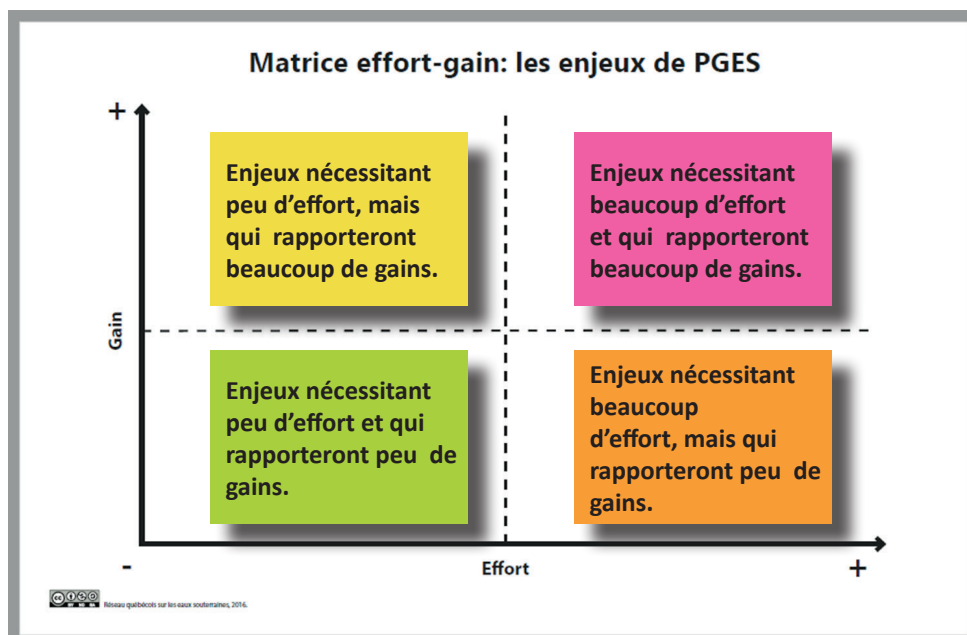 Matrice effort-gain: les enjeux de PGES
+
Enjeux nécessitant
peu d'effort, mais
qui rapporteront
beaucoup de gains.
Enjeux nécessitant
beaucoup d'effort
et qui rapporteront
beaucoup de gains.
Gain
Enjeux nécessitant
peu d'effort et qui
rapporteront peu de
gains.
Enjeux nécessitant
beaucoup
d'effort, mais qui
rapporteront peu de
gains.
-
Effort
+
Réseau québécois sur les eaux souterraines, 2016.